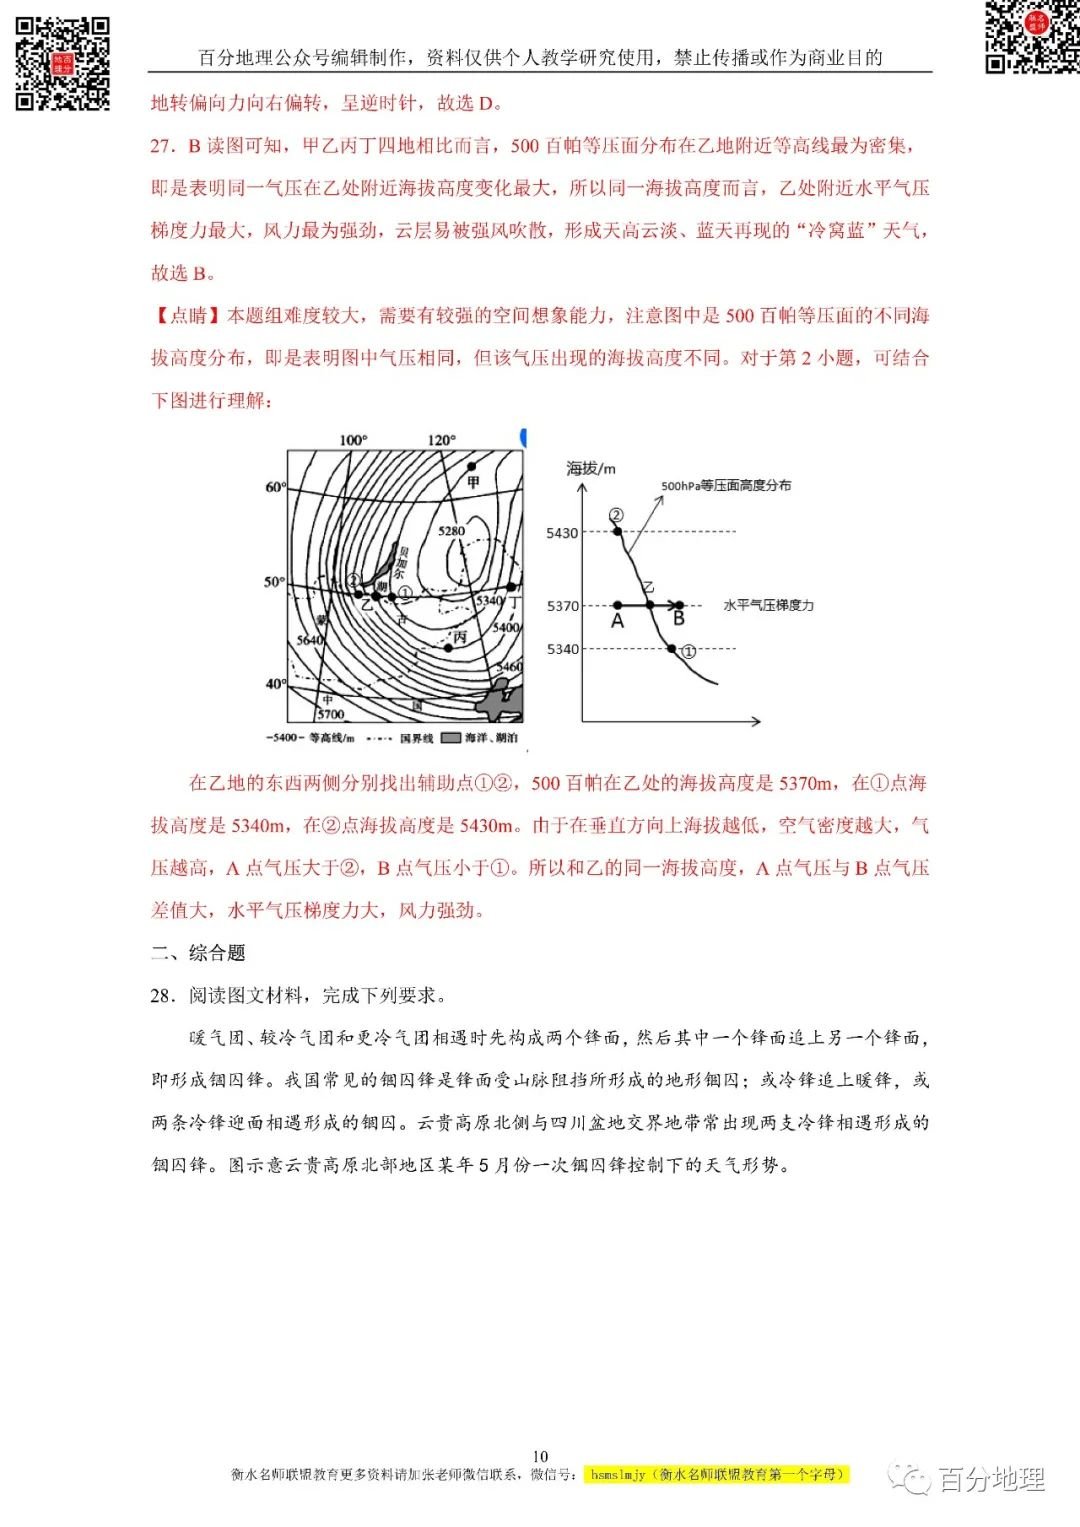 百分地理公众号编辑制作，资料仅供个人教学研究使用，禁止传播或作为商业目的
地转偏向力向右偏转，呈逆时针，故选 D。
27．B 读图可知，甲乙丙丁四地相比而言，500 百帕等压面分布在乙地附近等高线最为密集，
即是表明同一气压在乙处附近海拔高度变化最大，所以同一海拔高度而言，乙处附近水平气压
梯度力最大，风力最为强劲，云层易被强风吹散，形成天高云淡、蓝天再现的“冷窝蓝”天气，
故选 B。
【点睛】本题组难度较大，需要有较强的空间想象能力，注意图中是 500 百帕等压面的不同海
拔高度分布，即是表明图中气压相同，但该气压出现的海拔高度不同。对于第 2 小题，可结合
下图进行理解：
100° 120°
60°
甲
5280
贝加尔
50°
②
湖
①
乙
5340 丁
蒙
古
5400
5640
丙
5460
40°
中
国
5700
-5400- 等高线/m 国界线 海洋、湖泊
海拔/m
500hPa等压面高度分布
②
5430
乙
5370
水平气压梯度力
A B
5340
①
在乙地的东西两侧分别找出辅助点①②，500 百帕在乙处的海拔高度是 5370m，在①点海
拔高度是 5340m，在②点海拔高度是 5430m。由于在垂直方向上海拔越低，空气密度越大，气
压越高，A 点气压大于②，B 点气压小于①。所以和乙的同一海拔高度，A 点气压与 B 点气压
差值大，水平气压梯度力大，风力强劲。
二、综合题
28．阅读图文材料，完成下列要求。
暖气团、较冷气团和更冷气团相遇时先构成两个锋面，然后其中一个锋面追上另一个锋面，
即形成锢囚锋。我国常见的锢囚锋是锋面受山脉阻挡所形成的地形锢囚；或冷锋追上暖锋，或
两条冷锋迎面相遇形成的锢囚。云贵高原北侧与四川盆地交界地带常出现两支冷锋相遇形成的
锢囚锋。图示意云贵高原北部地区某年 5 月份一次锢囚锋控制下的天气形势。
10
衡水名师联盟教育更多资料请加张老师微信联系，微信号： hsmslmjy（衡水名师联盟教育第一个字母）
百分地理